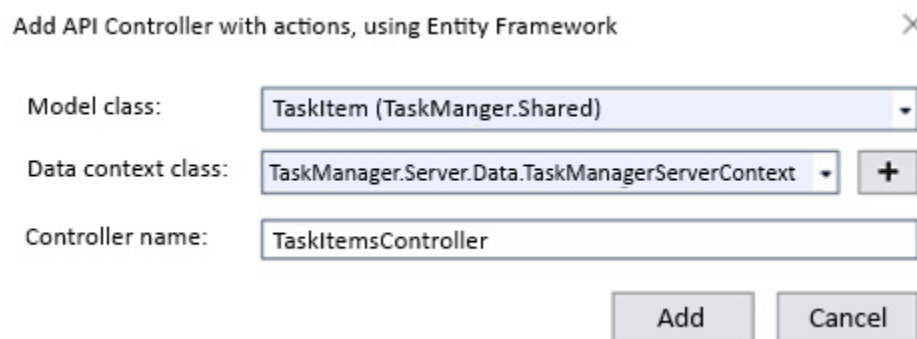 Add API Controller with actions, using Entity Framework
Model class: TaskItem (TaskManger.Shared)
Data context class: TaskManager.Server.Data.TaskManagerServerContext +
Controller name: TaskItemsController
Add Cancel